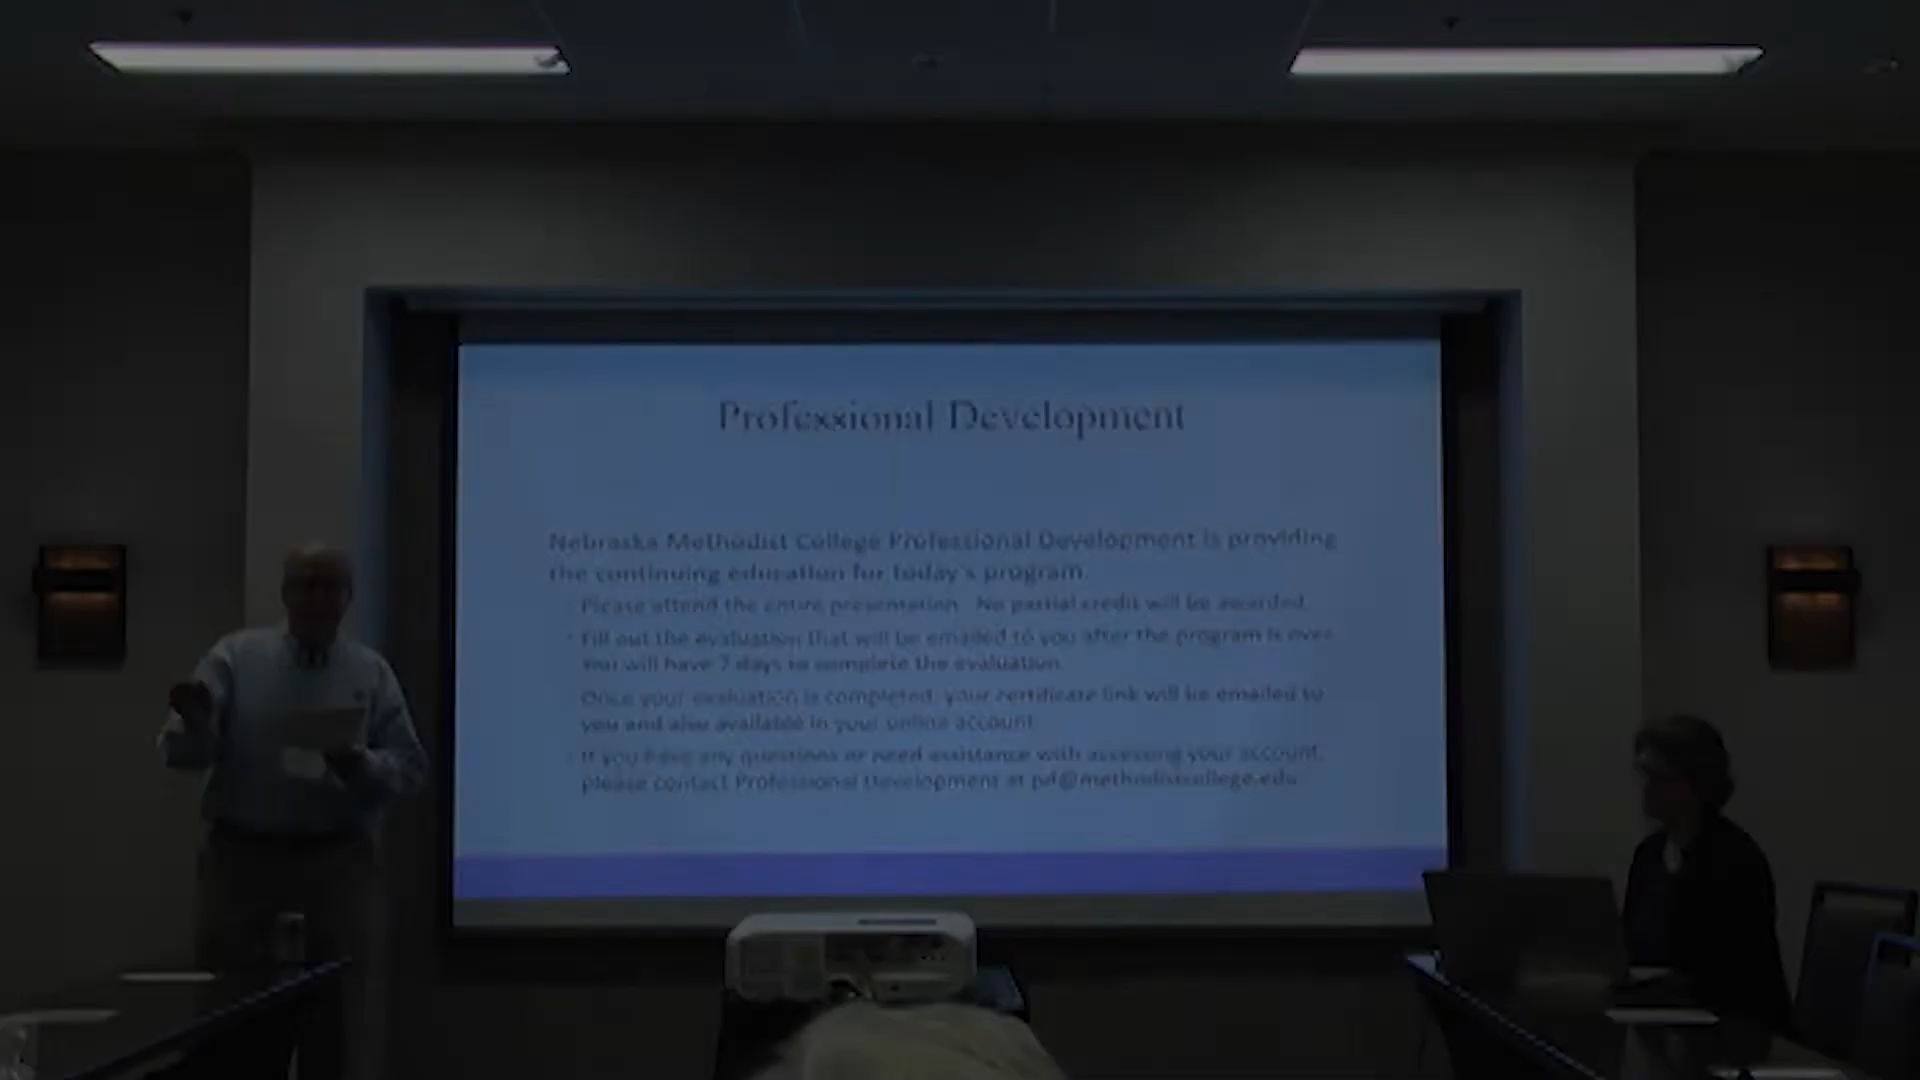 Professional Development
Nebraska Methodist College Professional Development is providing
the continuing education for today's program.
Please attend the entire presentation. No partial credit will be awarded.
Fill out the evaluation that will be emailed to you after the program is over.
You will have 7 days to complete the evaluation.
Once your evaluation is completed, your certificate link will be emailed to
you and also available in your online account.
If you have any questions or need assistance with accessing your account,
please contact Professional Development at pd@methodistcollege.edu